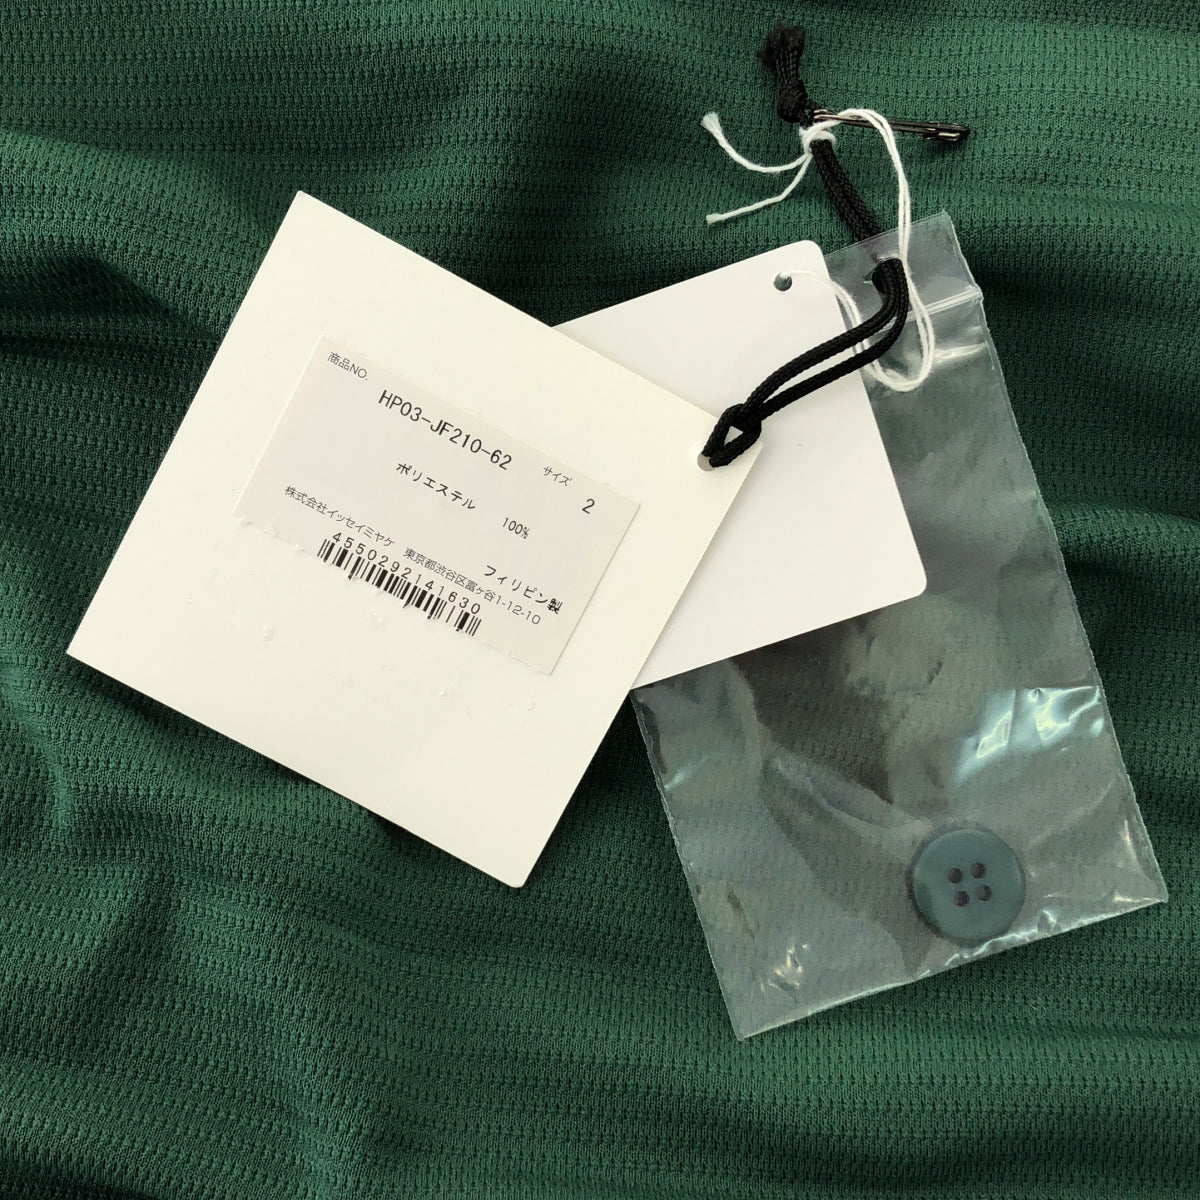 商品NO.
HP03-JF210-62
サイズ 2
ポリエステル 100%
フィリピン製
株式会社イッセイミヤケ 東京都渋谷区富ヶ谷1-12-10
4550292141630